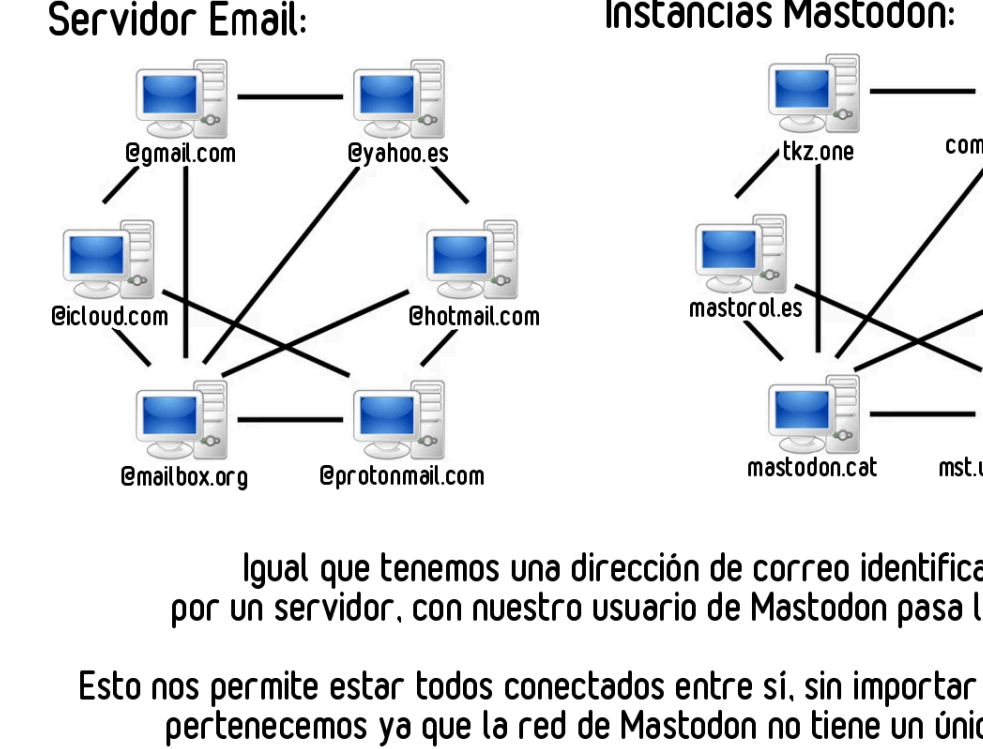 Servidor Email:
Instancias Mastodon:
@gmail.com
@yahoo.es
@icloud.com
@hotmail.com
@mailbox.org
@protonmail.com
tkz.one
com
mastorol.es
mastodon.cat
mst.
Igual que tenemos una dirección de correo identifica
por un servidor, con nuestro usuario de Mastodon pasa l
Esto nos permite estar todos conectados entre sí, sin importar
pertenecemos ya que la red de Mastodon no tiene un únic